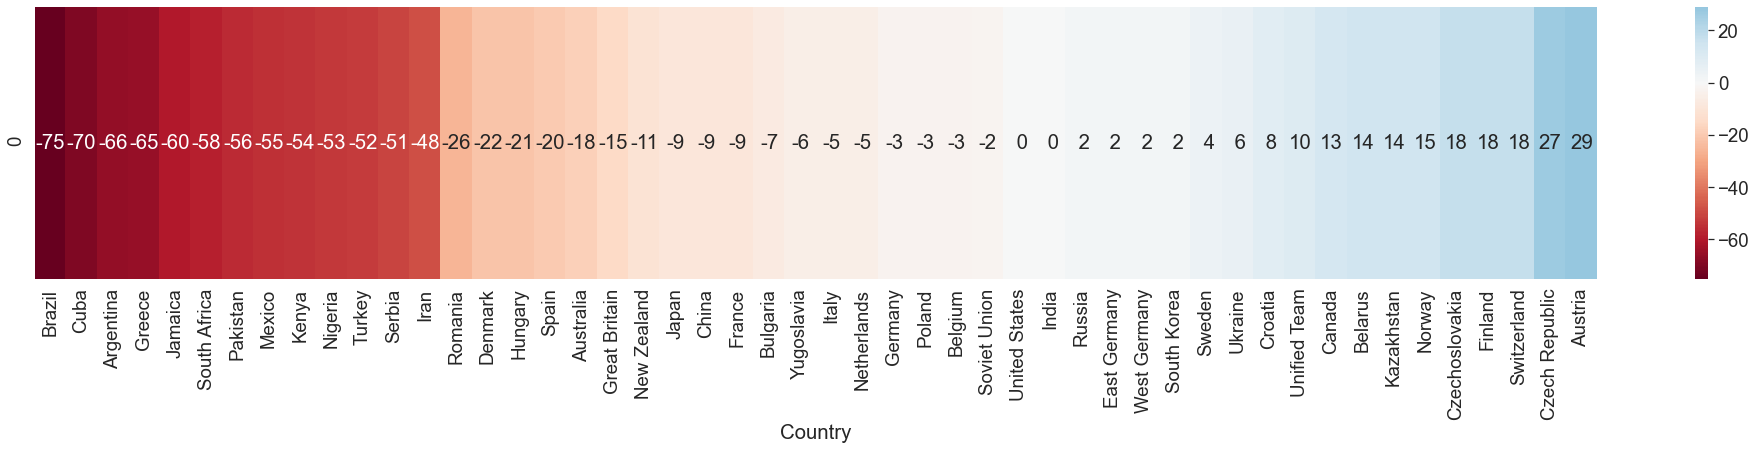 0
-75 -70 -66 -65 -60 -58 -56 -55 -54 -53 -52 -51 -48 -26 -22 -21 -20 -18 -15 -11 -9 -9 -9 -7 -6 -5 -5 -3 -3 -3 -2 0 0 2 2 2 2 4 6 8 10 13 14 14 15 18 18 18 27 29
Brazil
Cuba
Argentina
Greece
Jamaica
South Africa
Pakistan
Mexico
Kenya
Nigeria
Turkey
Serbia
Iran
Romania
Denmark
Hungary
Spain
Australia
Great Britain
New Zealand
Japan
China
France
Bulgaria
Yugoslavia
Italy
Netherlands
Germany
Poland
Belgium
Soviet Union
United States
India
Russia
East Germany
West Germany
South Korea
Sweden
Ukraine
Croatia
Unified Team
Canada
Belarus
Kazakhstan
Norway
Czechoslovakia
Finland
Switzerland
Czech Republic
Austria
Country
20
0
−20
−40
−60